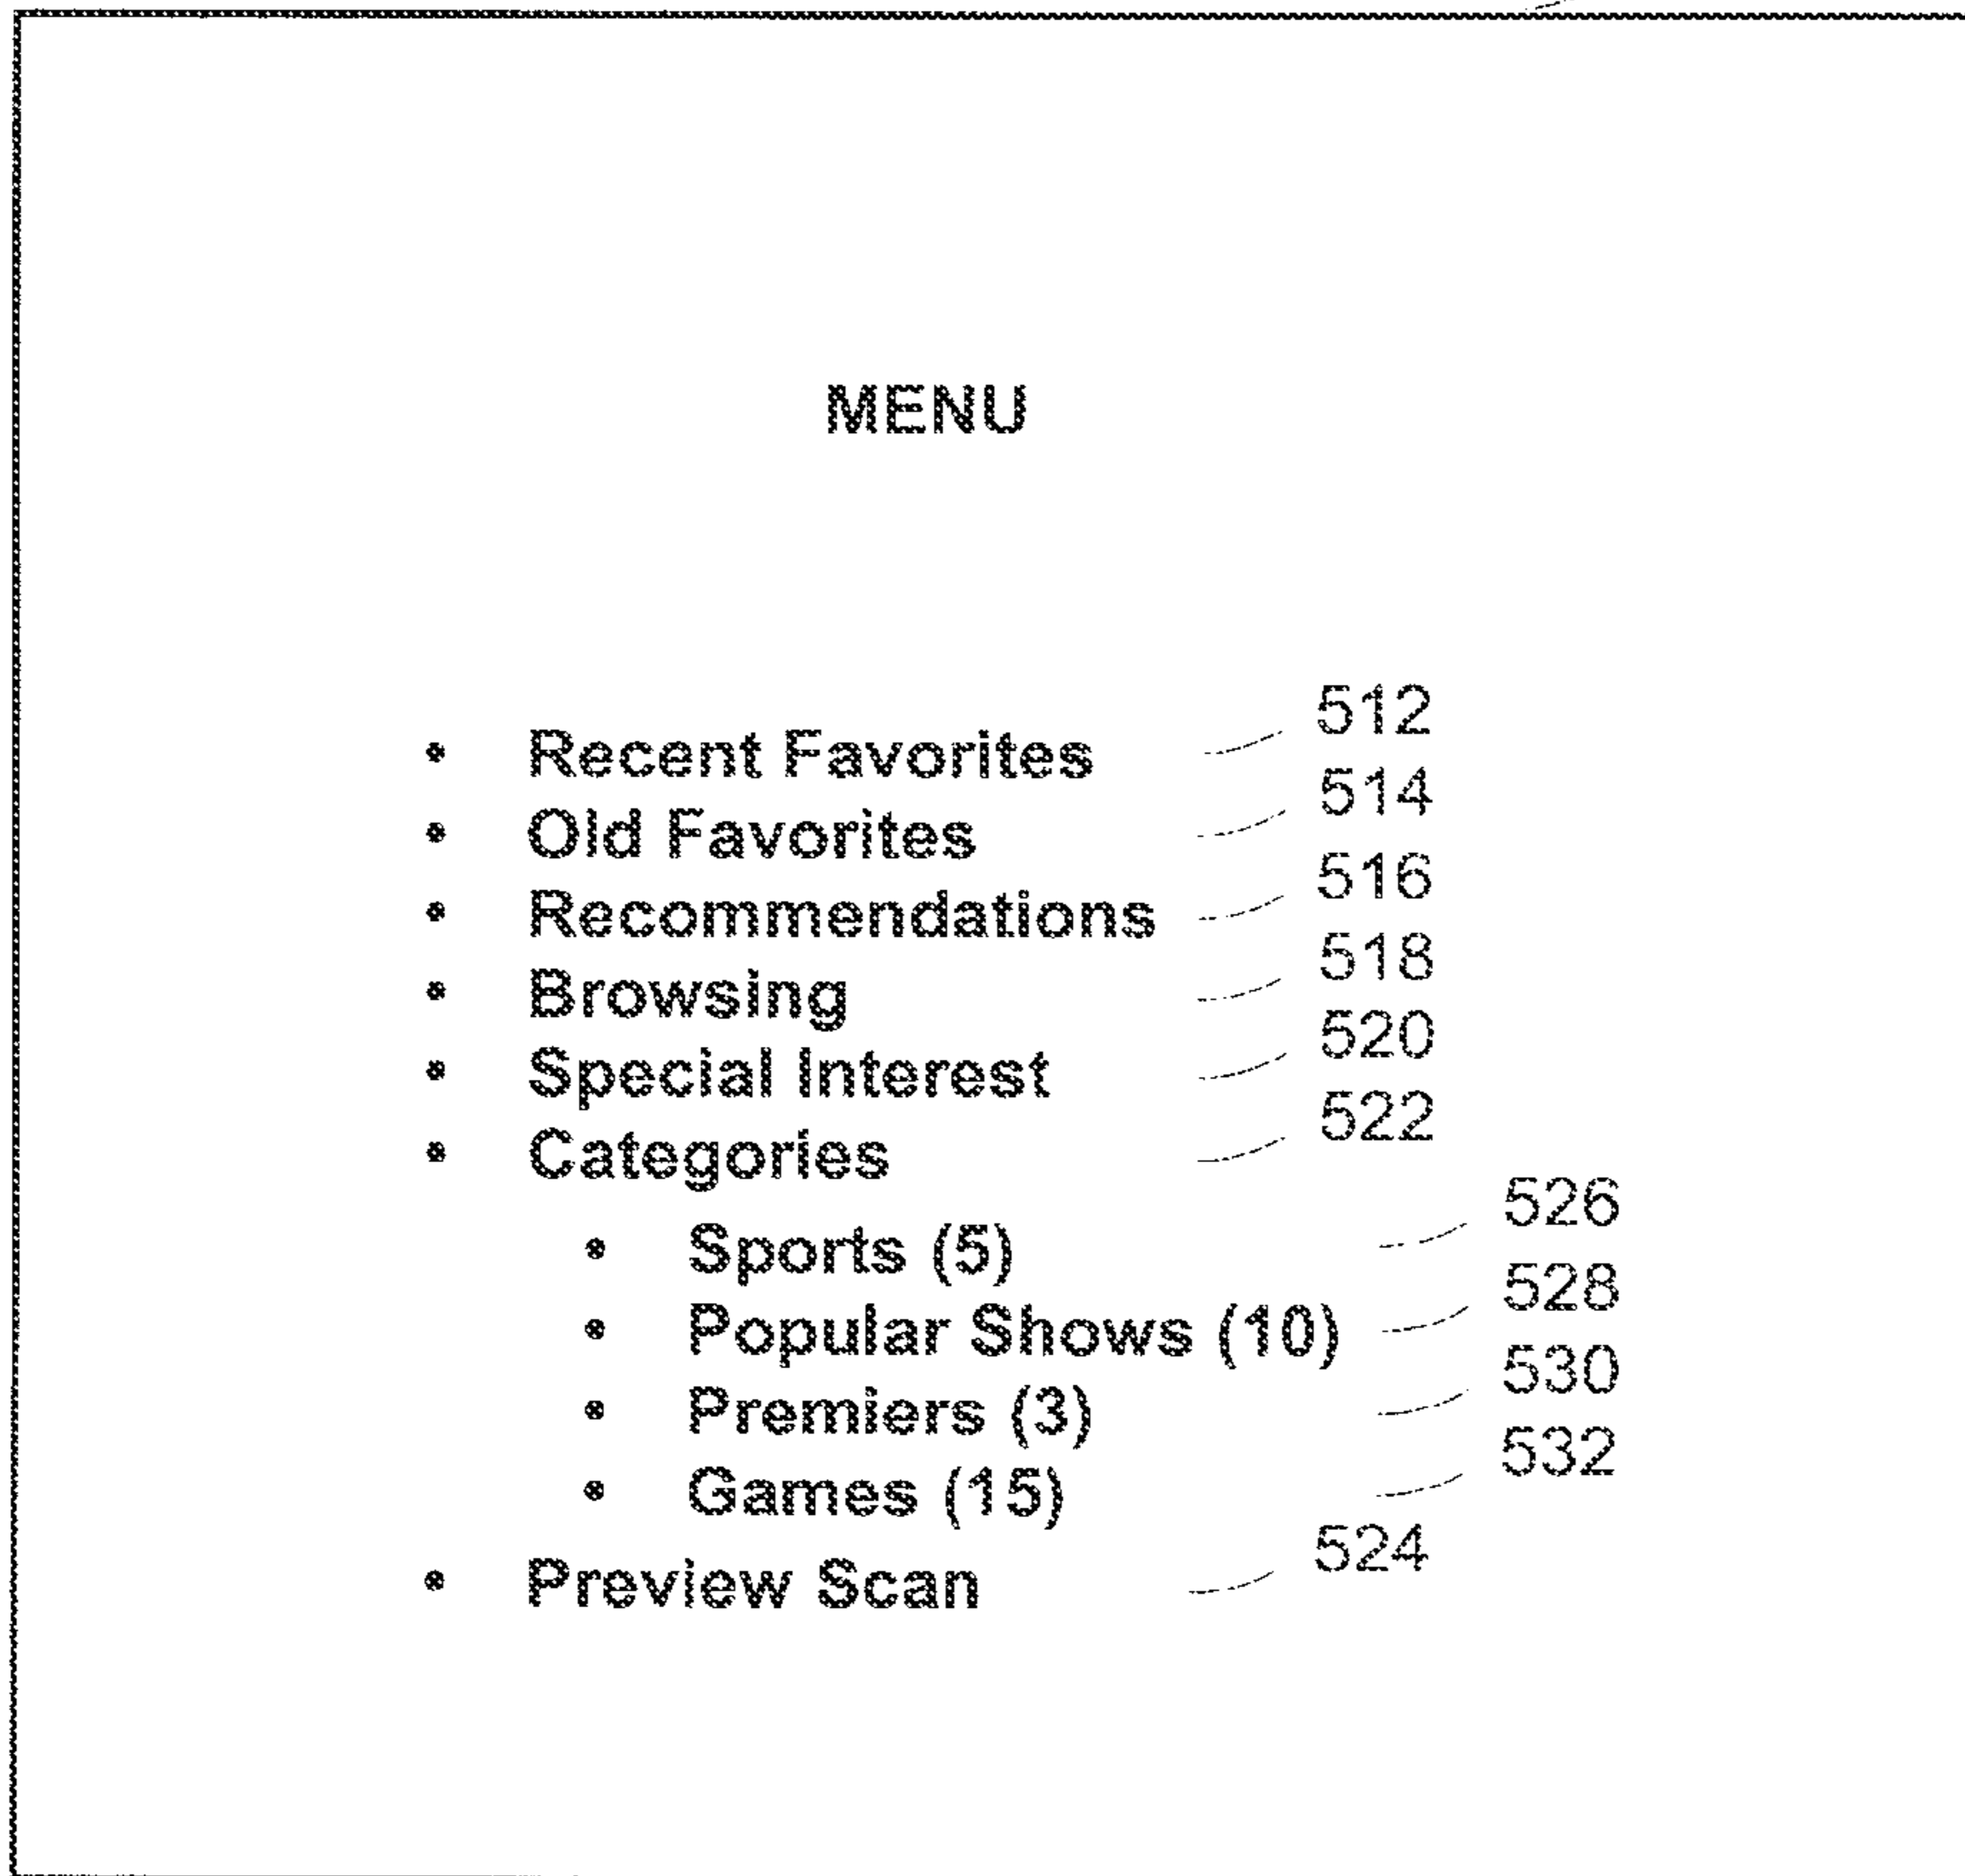 MENU
• Recent Favorites 512
• Old Favorites 514
• Recommendations 516
• Browsing 518
• Special Interest 520
• Categories 522
• Sports (5) 526
• Popular Shows (10) 528
• Premiers (3) 530
• Games (15) 532
• Preview Scan 524